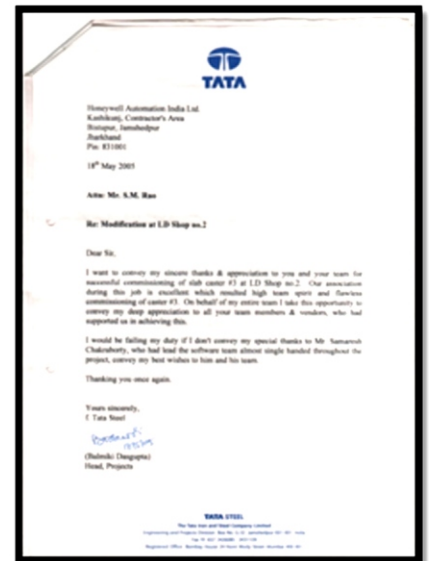 TATA
Honeywell Automation India Ltd.
Kashikunj, Contractor's Area
Bistupur, Jamshedpur
Jharkhand
Pin: 831001
18th May 2005
Attn- Mr. S.M. Rao
Re: Modification at LD Shop no.2
Dear Sir,
I want to convey my sincere thanks & appreciation to you and your team for
successful commissioning of slab caster #3 at LD Shop no.2. Our association
during this job is excellent which resulted high team spirit and flawless
commissioning of caster #3. On behalf of my entire team I take this opportunity to
convey my deep appreciation to all your team members & vendors, who had
supported us in achieving this.
I would be failing my duty if I don't convey my special thanks to Mr. Samaresh
Chakraborty, who had lead the software team almost single handed throughout the
project, convey my best wishes to him and his team.
Thanking you once again.
Yours sincerely,
f. Tata Steel
Dasgupta)
Head, Projects
TATA STEEL
The Tata Iron and Steel Company Limited